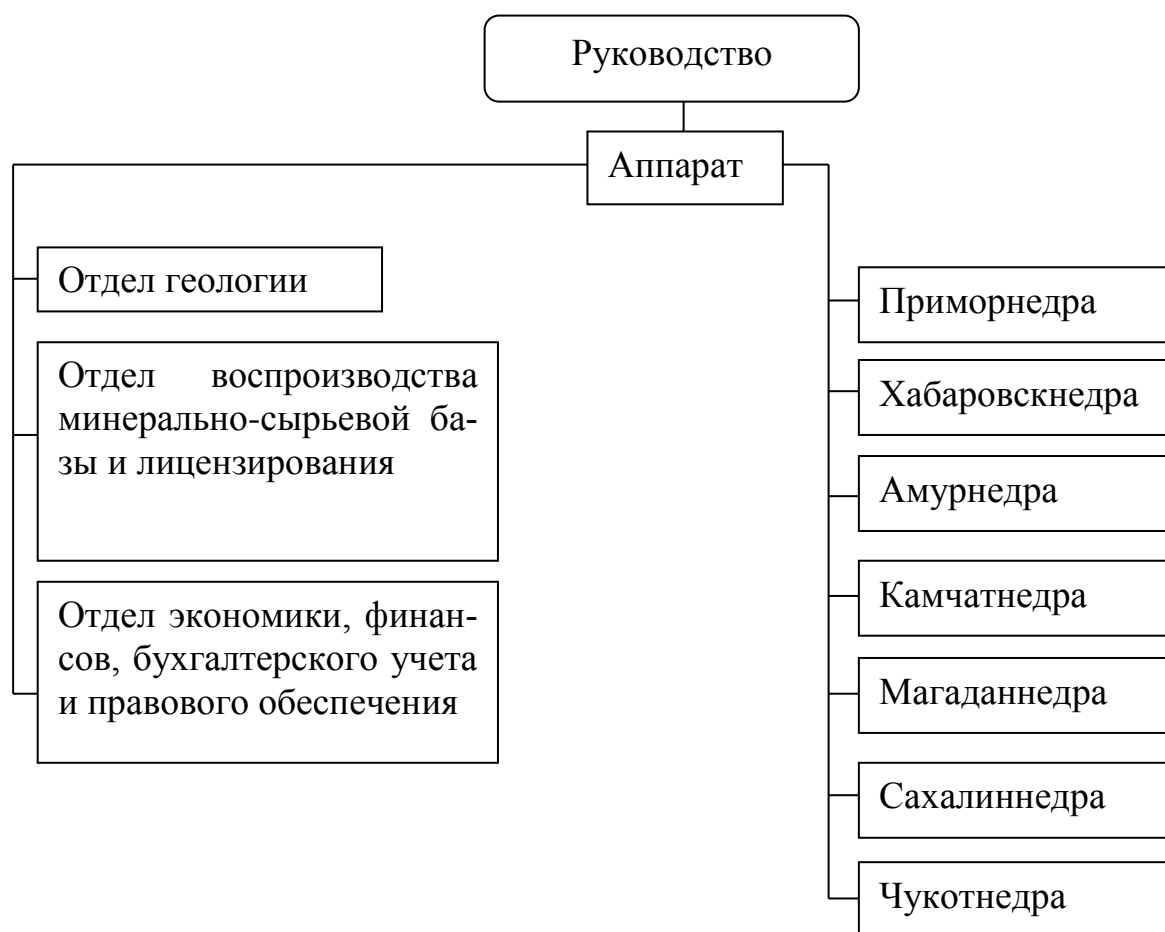 Руководство
Аппарат
Отдел геологии
Отдел воспроизводства
минерально-сырьевой ба-
зы и лицензирования
Отдел экономики, финан-
сов, бухгалтерского учета
и правового обеспечения
Приморнедра
Хабаровскнедра
Амурнедра
Камчатнедра
Магаданнедра
Сахалиннедра
Чукотнедра